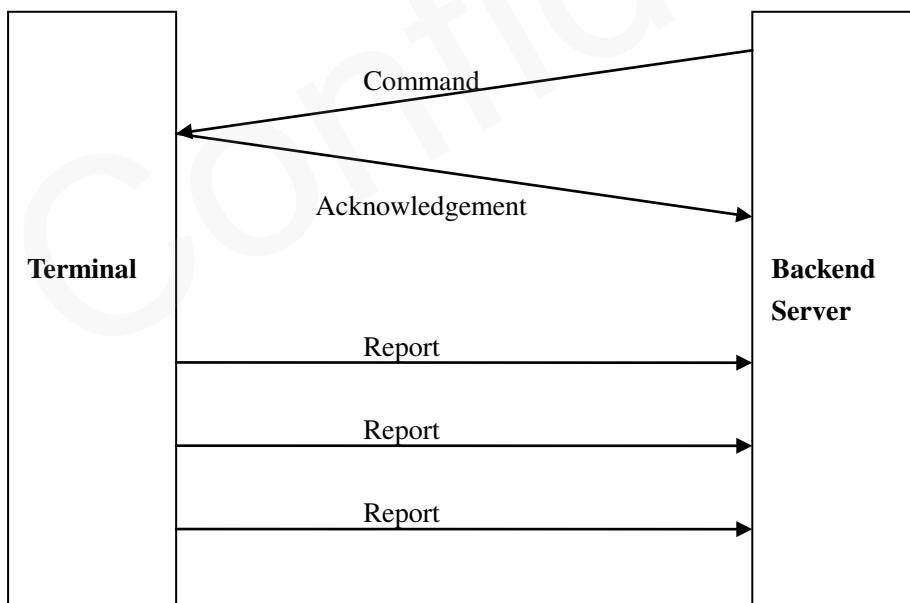 Command
Acknowledgement
Terminal
Backend
Server
Report
Report
Report